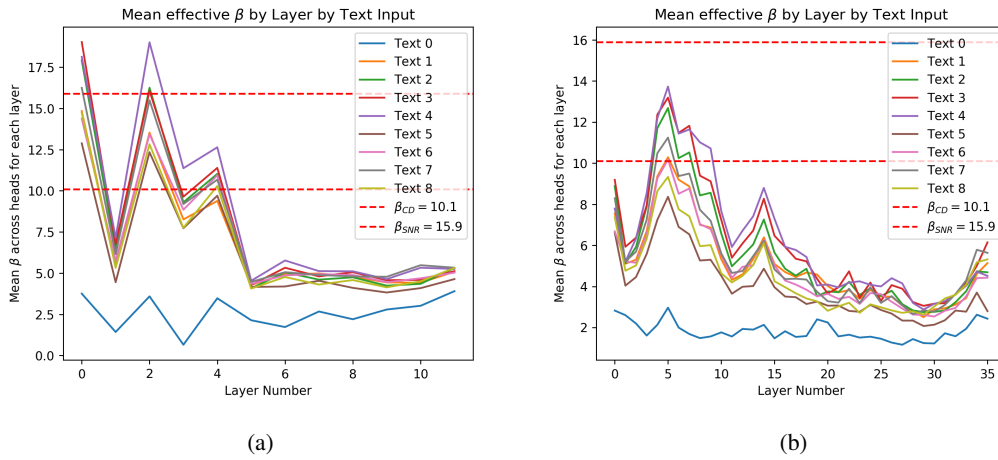 Mean effective β by Layer by Text Input
Mean β across heads for each layer
17.5
15.0
12.5
10.0
7.5
5.0
2.5
0.0
Text 0
Text 1
Text 2
Text 3
Text 4
Text 5
Text 6
Text 7
Text 8
β_CD = 10.1
β_SNR = 15.9
0 2 4 6 8 10
Layer Number
(a)
Mean effective β by Layer by Text Input
Mean β across heads for each layer
16
14
12
10
8
6
4
2
Text 0
Text 1
Text 2
Text 3
Text 4
Text 5
Text 6
Text 7
Text 8
β_CD = 10.1
β_SNR = 15.9
0 5 10 15 20 25 30 35
Layer Number
(b)